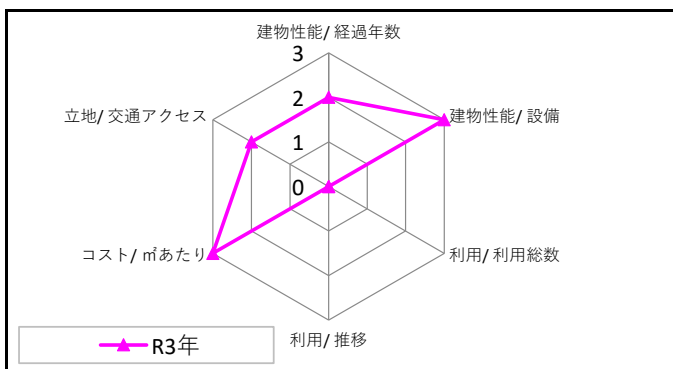 建物性能/ 経過年数
3
立地/ 交通アクセス
2
建物性能/ 設備
1
0
コスト/ ㎡あたり
利用/ 利用総数
利用/ 推移
R3年